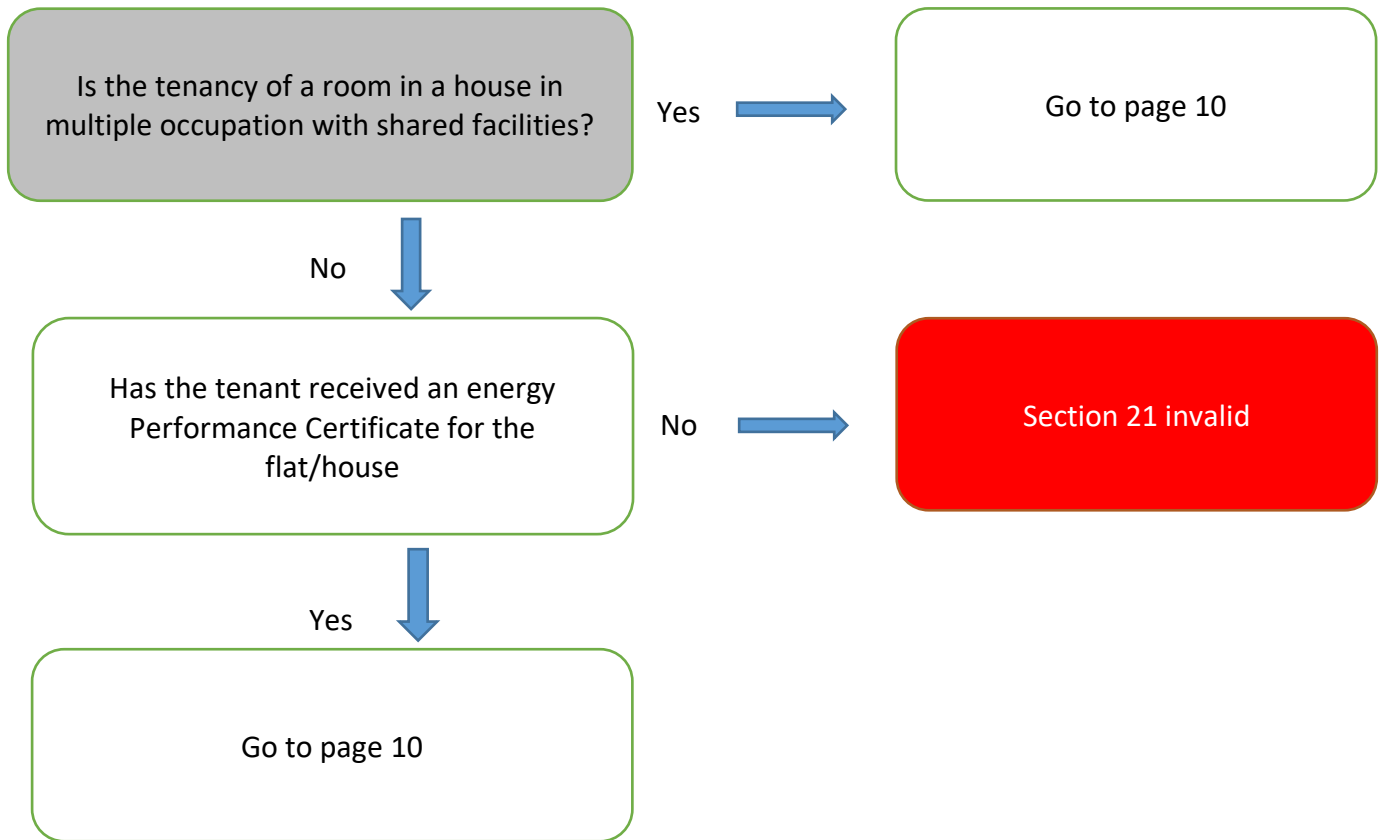 Is the tenancy of a room in a house in
multiple occupation with shared facilities?
Yes
Go to page 10
No
Has the tenant received an energy
Performance Certificate for the
flat/house
No
Section 21 invalid
Yes
Go to page 10